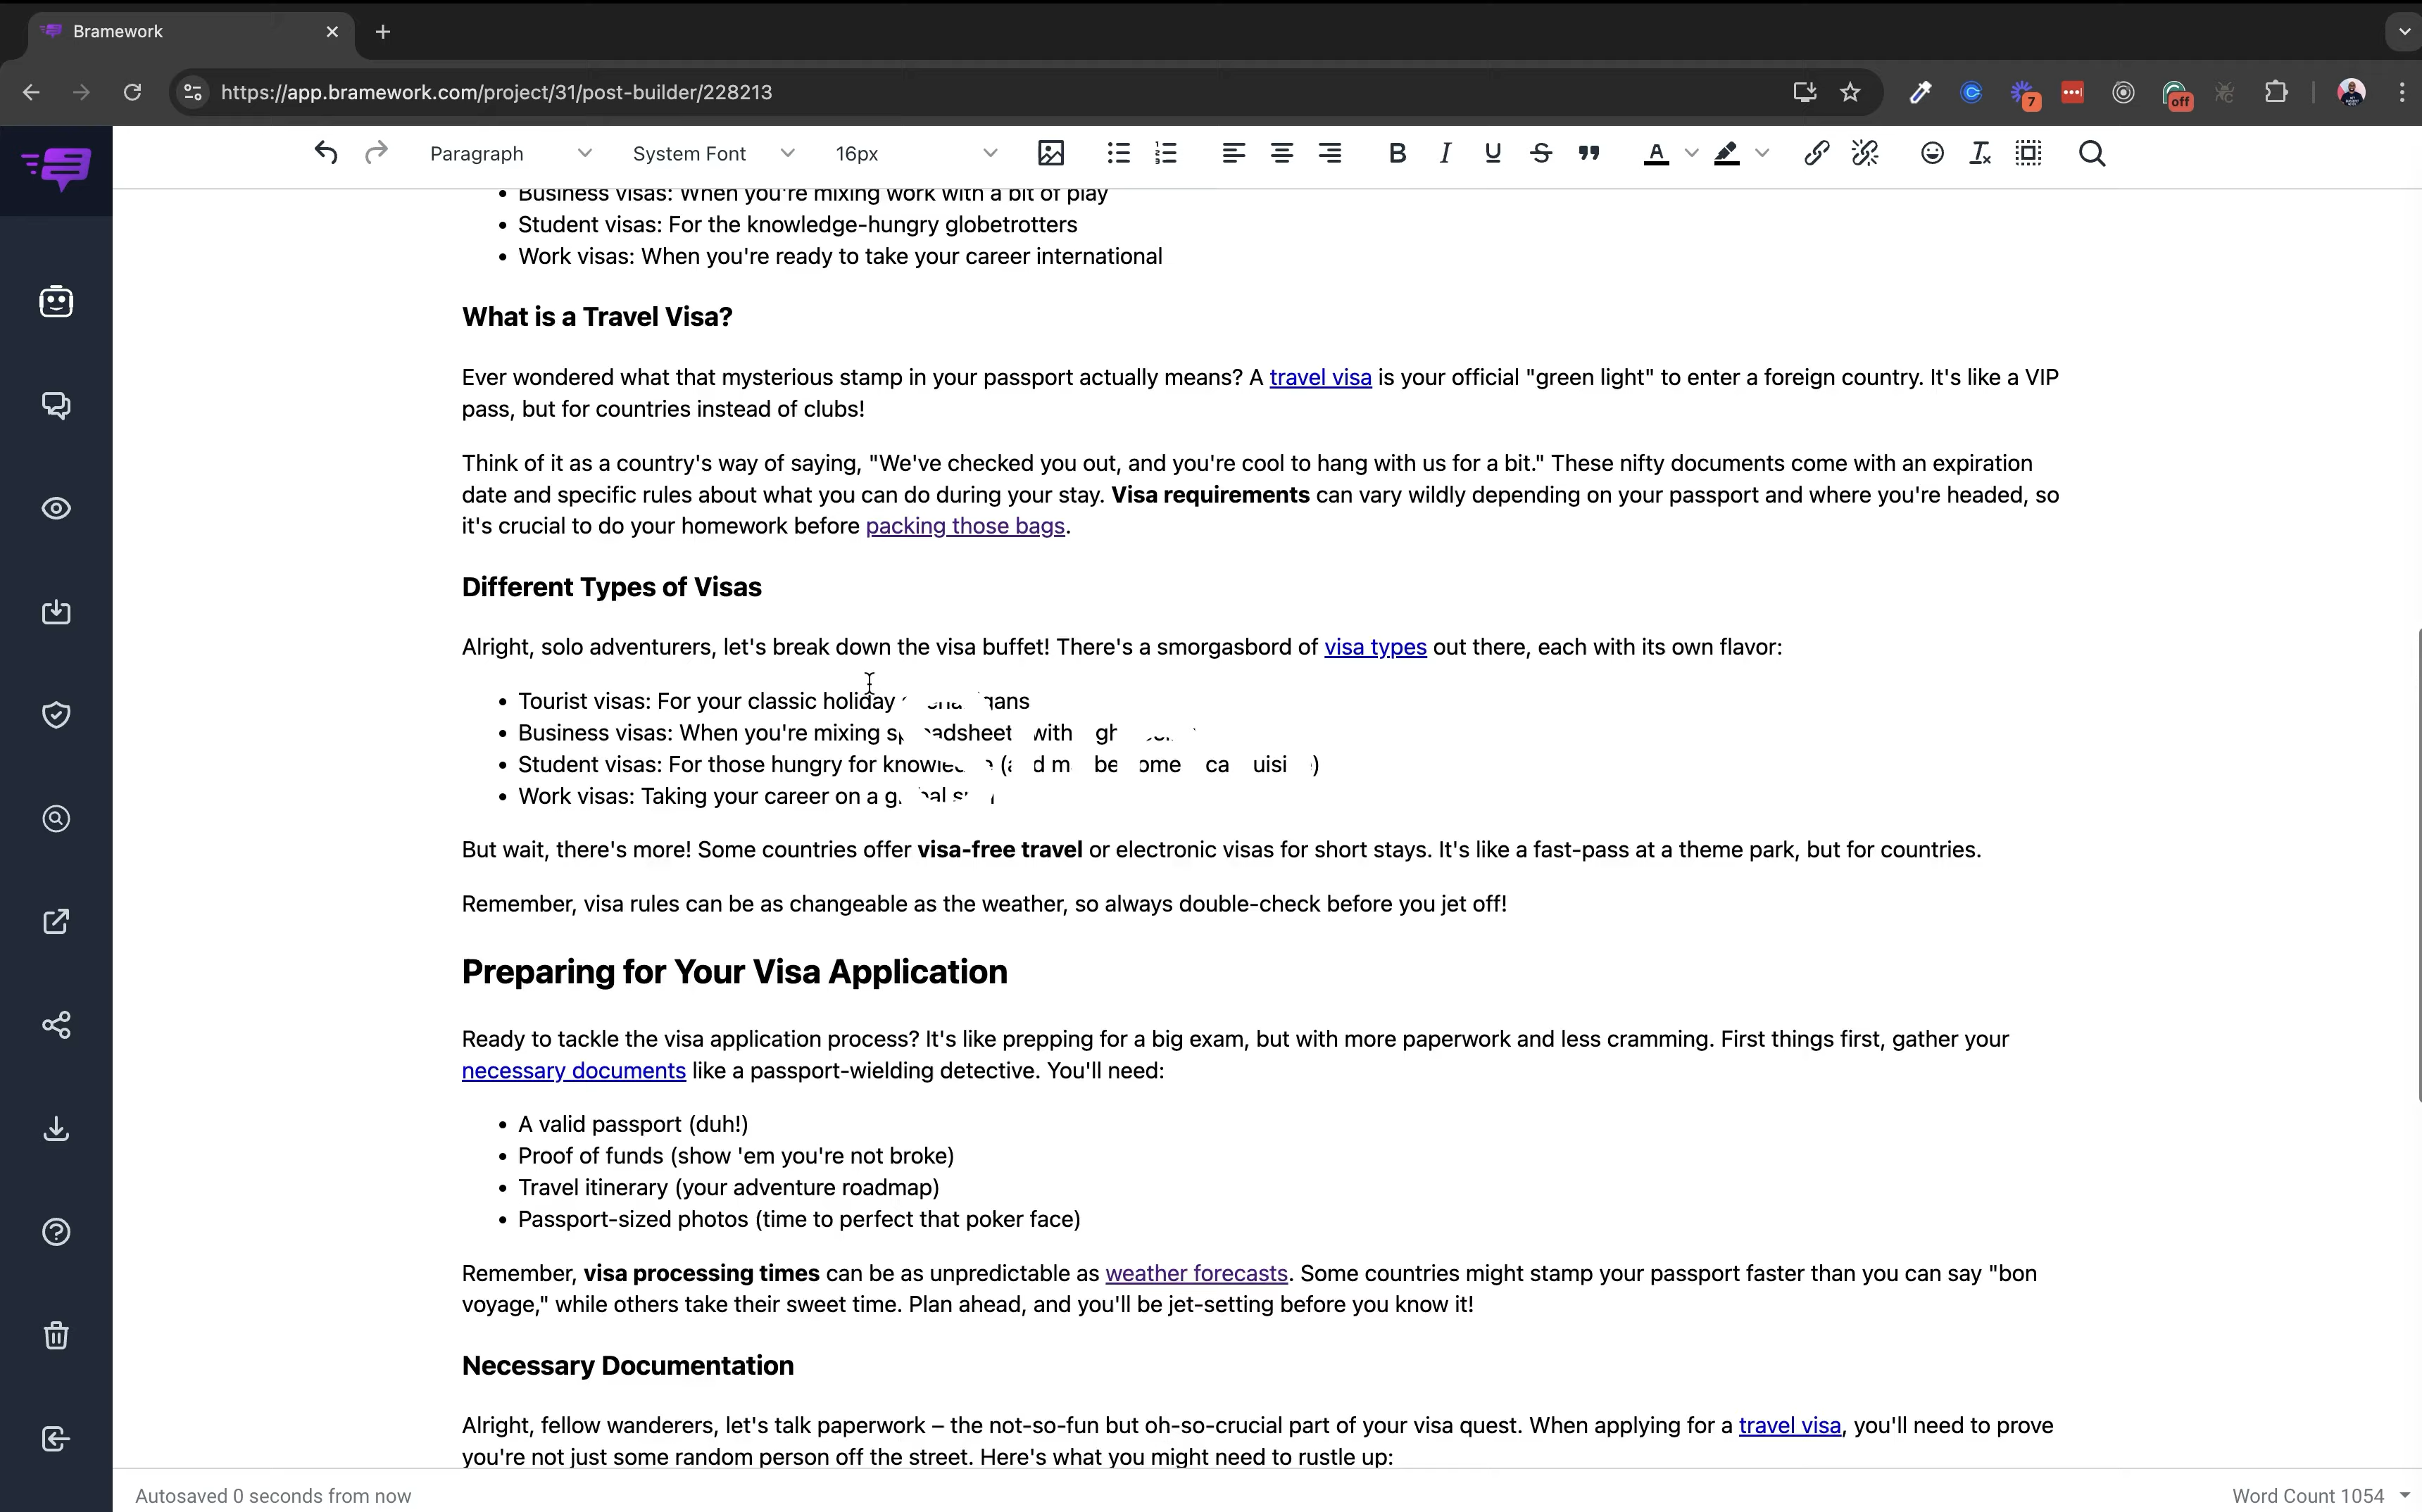 Bramework
https://app.bramework.com/project/31/post-builder/228213
7
off
Paragraph
System Font
16px
Business visas: When you're mixing work with a bit of play
Student visas: For the knowledge-hungry globetrotters
Work visas: When you're ready to take your career international
What is a Travel Visa?
Ever wondered what that mysterious stamp in your passport actually means? A travel visa is your official "green light" to enter a foreign country. It's like a VIP
pass, but for countries instead of clubs!
Think of it as a country's way of saying, "We've checked you out, and you're cool to hang with us for a bit." These nifty documents come with an expiration
date and specific rules about what you can do during your stay. Visa requirements can vary wildly depending on your passport and where you're headed, so
it's crucial to do your homework before packing those bags.
Different Types of Visas
Alright, solo adventurers, let's break down the visa buffet! There's a smorgasbord of visa types out there, each with its own flavor:
Tourist visas: For your classic holiday
Business visas: When you're mixing with
Student visas: For those hungry for
Work visas: Taking your career on a
But wait, there's more! Some countries offer visa-free travel or electronic visas for short stays. It's like a fast-pass at a theme park, but for countries.
Remember, visa rules can be as changeable as the weather, so always double-check before you jet off!
Preparing for Your Visa Application
Ready to tackle the visa application process? It's like prepping for a big exam, but with more paperwork and less cramming. First things first, gather your
necessary documents like a passport-wielding detective. You'll need:
A valid passport (duh!)
Proof of funds (show 'em you're not broke)
Travel itinerary (your adventure roadmap)
Passport-sized photos (time to perfect that poker face)
Remember, visa processing times can be as unpredictable as weather forecasts. Some countries might stamp your passport faster than you can say "bon
voyage," while others take their sweet time. Plan ahead, and you'll be jet-setting before you know it!
Necessary Documentation
Alright, fellow wanderers, let's talk paperwork – the not-so-fun but oh-so-crucial part of your visa quest. When applying for a travel visa, you'll need to prove
you're not just some random person off the street. Here's what you might need to rustle up:
Autosaved 0 seconds from now
Word Count 1054